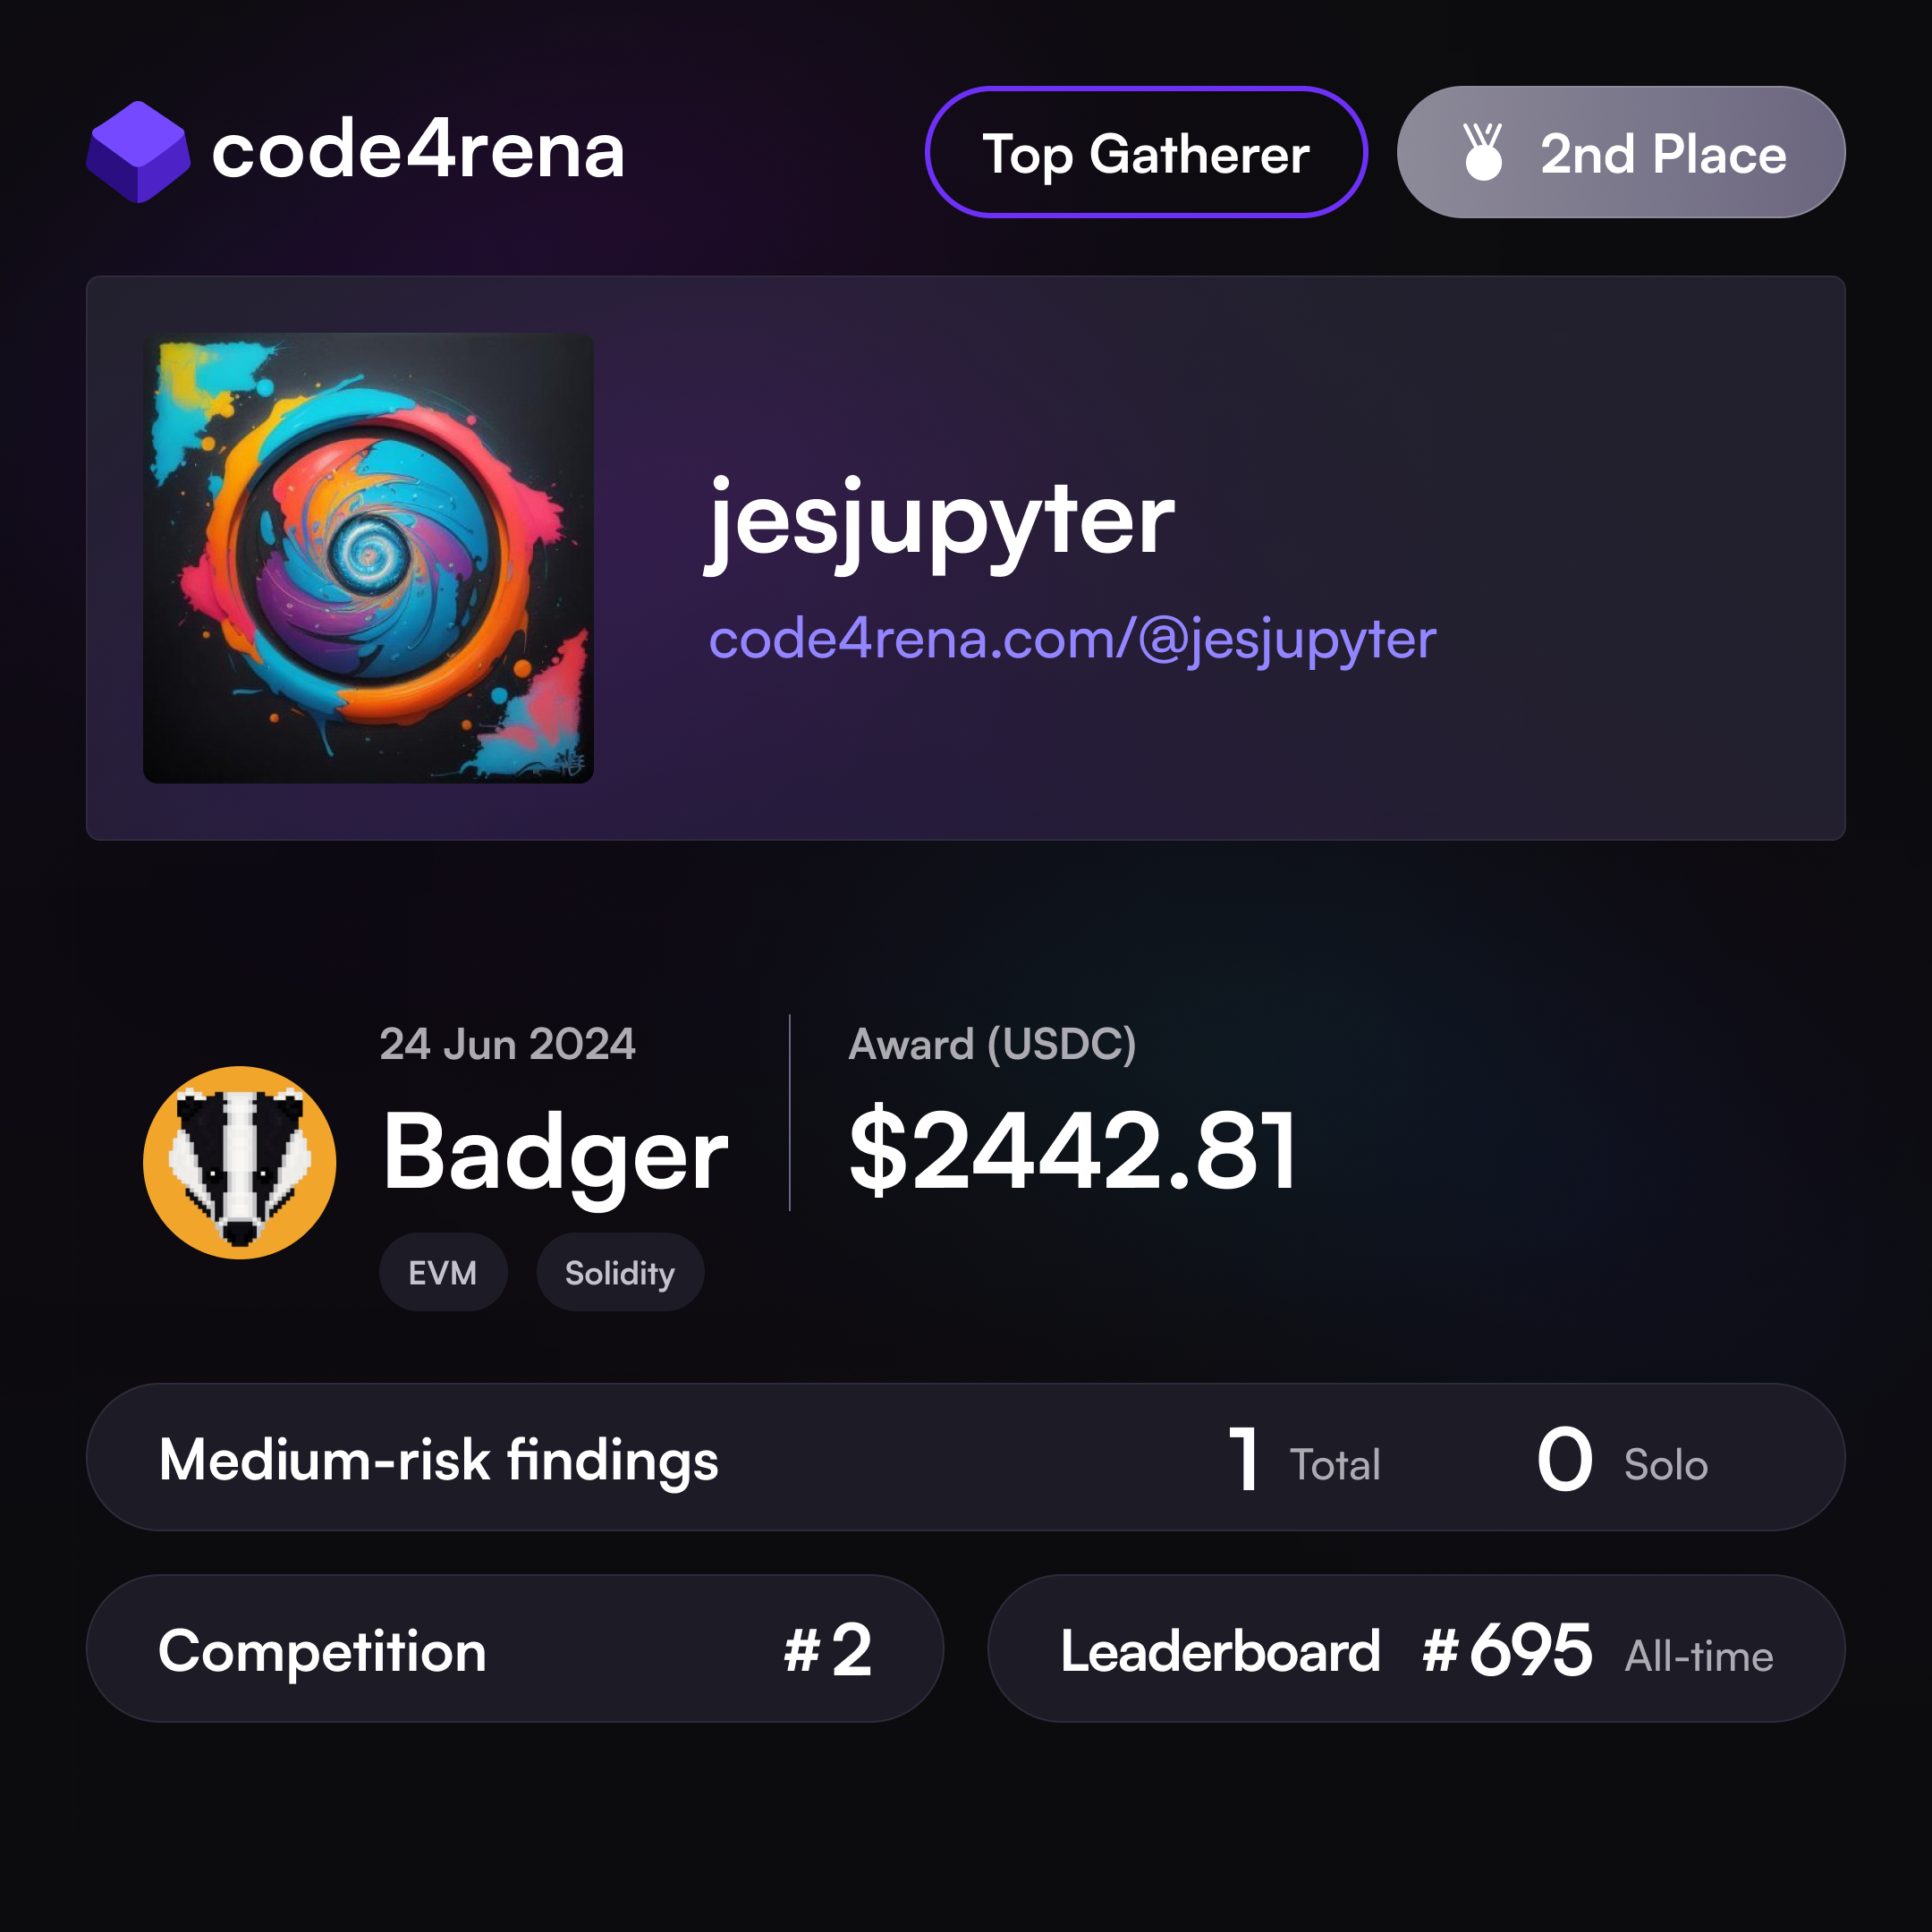 code4rena
Top Gatherer
2nd Place
jesjupyter
code4rena.com/@jesjupyter
24 Jun 2024
Badger
EVM
Solidity
Award (USDC)
$2442.81
Medium-risk findings
1 Total
0 Solo
Competition
#2
Leaderboard
#695 All-time